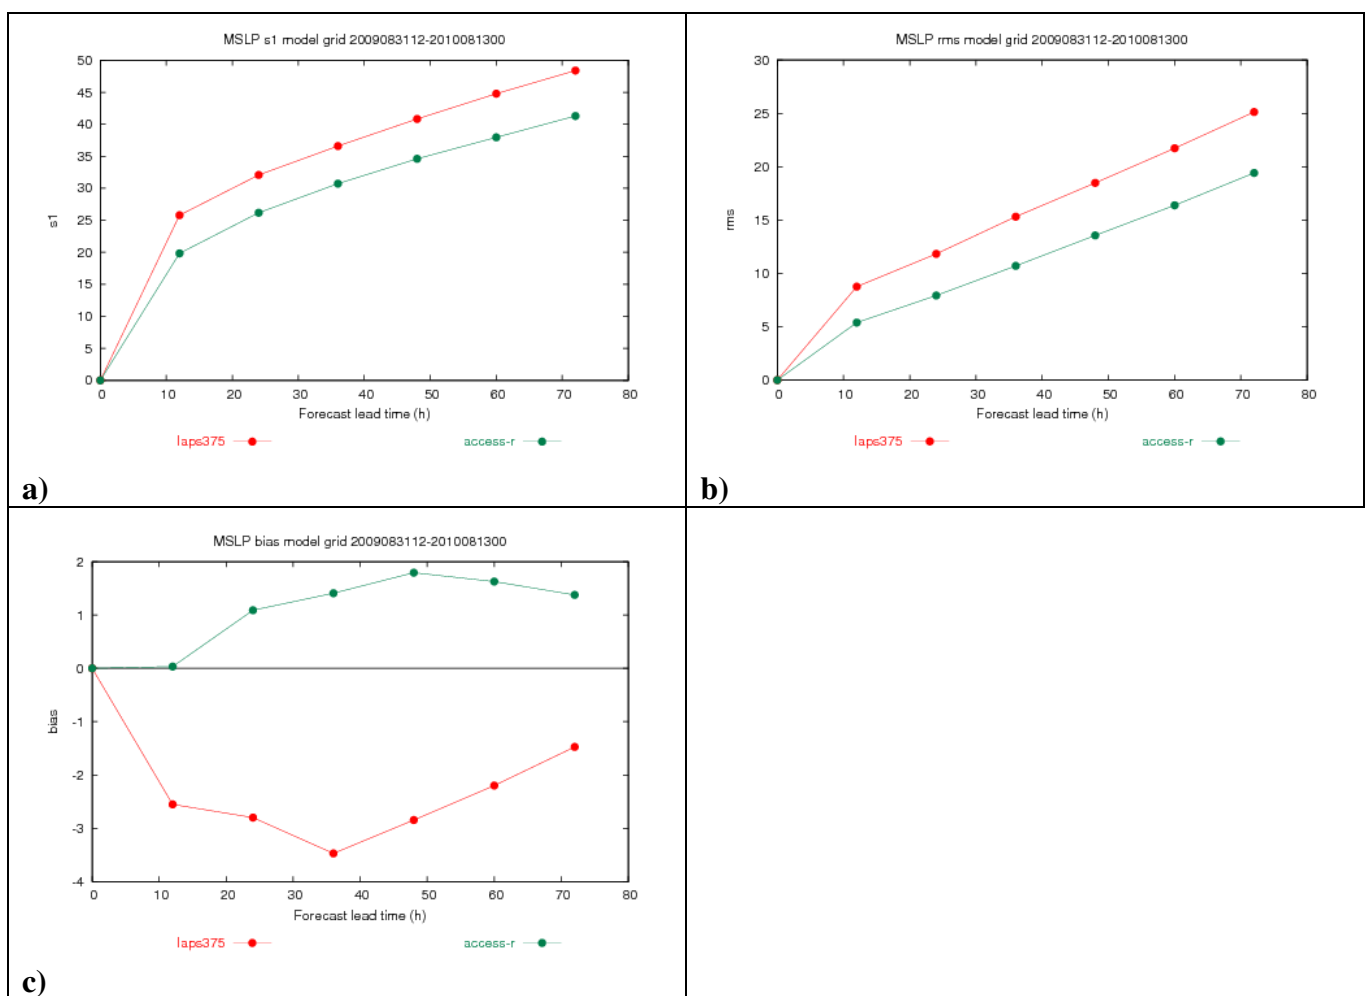 MSLP s1 model grid 2009083112-2010081300
50
45
40
35
30
25
20
15
10
5
0
s1
0 10 20 30 40 50 60 70 80
Forecast lead time (h)
laps375 access-r
a)
MSLP rms model grid 2009083112-2010081300
30
25
20
15
10
5
0
rms
0 10 20 30 40 50 60 70 80
Forecast lead time (h)
laps375 access-r
b)
MSLP bias model grid 2009083112-2010081300
2
1
0
-1
-2
-3
-4
bias
0 10 20 30 40 50 60 70 80
Forecast lead time (h)
laps375 access-r
c)